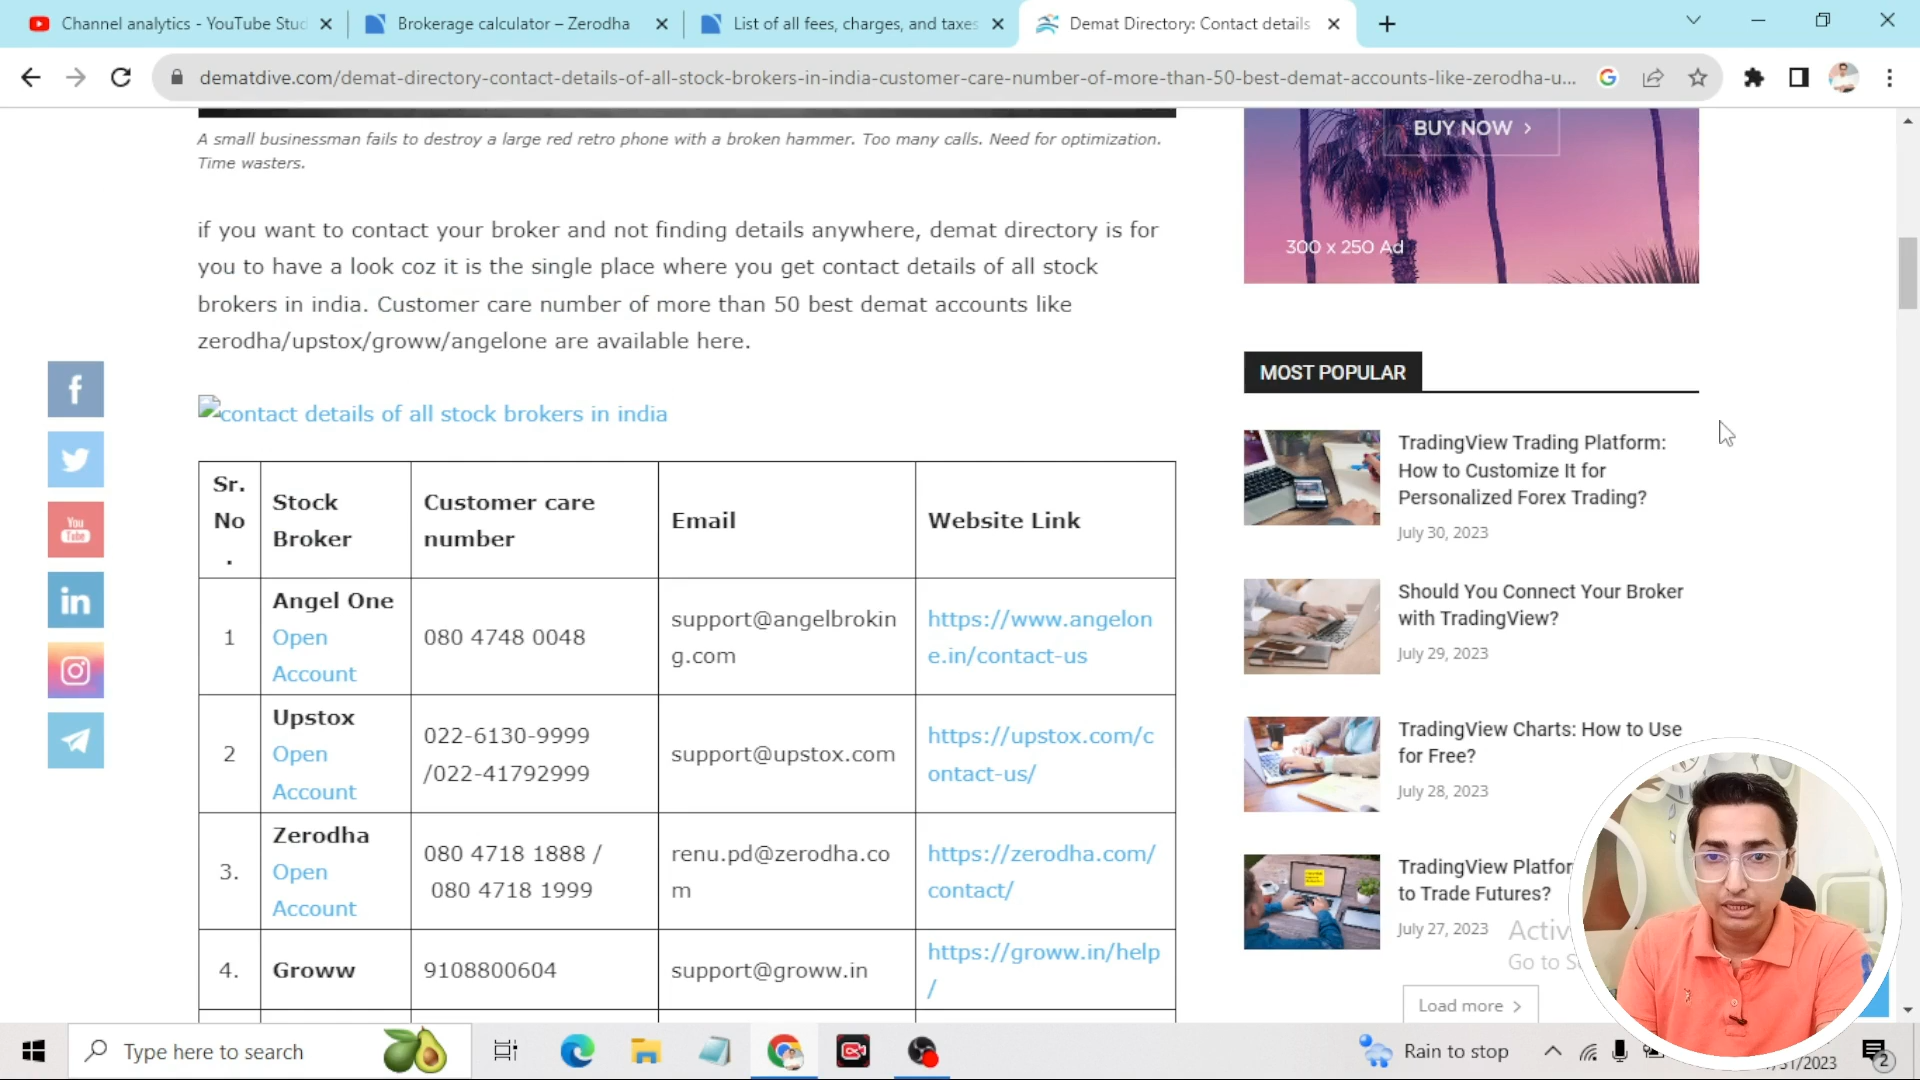 Channel analytics - YouTube Stud
Brokerage calculator – Zerodha
List of all fees, charges, and taxes
Demat Directory: Contact details
dematdive.com/demat-directory-contact-details-of-all-stock-brokers-in-india-customer-care-number-of-more-than-50-best-demat-accounts-like-zerodha-u...
A small businessman fails to destroy a large red retro phone with a broken hammer. Too many calls. Need for optimization.
Time wasters.
if you want to contact your broker and not finding details anywhere, demat directory is for
you to have a look coz it is the single place where you get contact details of all stock
brokers in india. Customer care number of more than 50 best demat accounts like
zerodha/upstox/groww/angelone are available here.
contact details of all stock brokers in india
Sr.
No
.
Stock
Broker
Customer care
number
Email
Website Link
1
Angel One
Open
Account
080 4748 0048
support@angelbrokin
g.com
https://www.angelon
e.in/contact-us
2
Upstox
Open
Account
022-6130-9999
/022-41792999
support@upstox.com
https://upstox.com/c
ontact-us/
3.
Zerodha
Open
Account
080 4718 1888 /
080 4718 1999
renu.pd@zerodha.co
m
https://zerodha.com/
contact/
4.
Groww
9108800604
support@groww.in
https://groww.in/help
/
BUY NOW >
300 x 250 Ad
MOST POPULAR
TradingView Trading Platform:
How to Customize It for
Personalized Forex Trading?
July 30, 2023
Should You Connect Your Broker
with TradingView?
July 29, 2023
TradingView Charts: How to Use
for Free?
July 28, 2023
TradingView Platfor
to Trade Futures?
July 27, 2023
Activ
Go to S
Load more >
f
You
Tube
in
Type here to search
Rain to stop
/31/2023
2